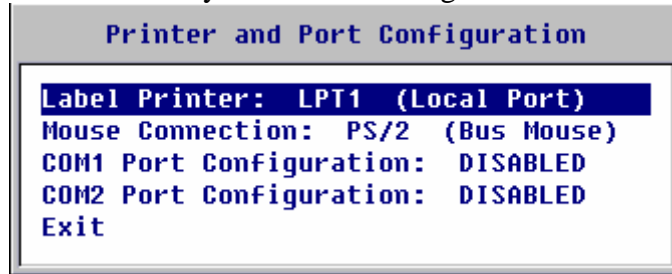 Printer and Port Configuration
Label Printer: LPT1 (Local Port)
Mouse Connection: PS/2 (Bus Mouse)
COM1 Port Configuration: DISABLED
COM2 Port Configuration: DISABLED
Exit